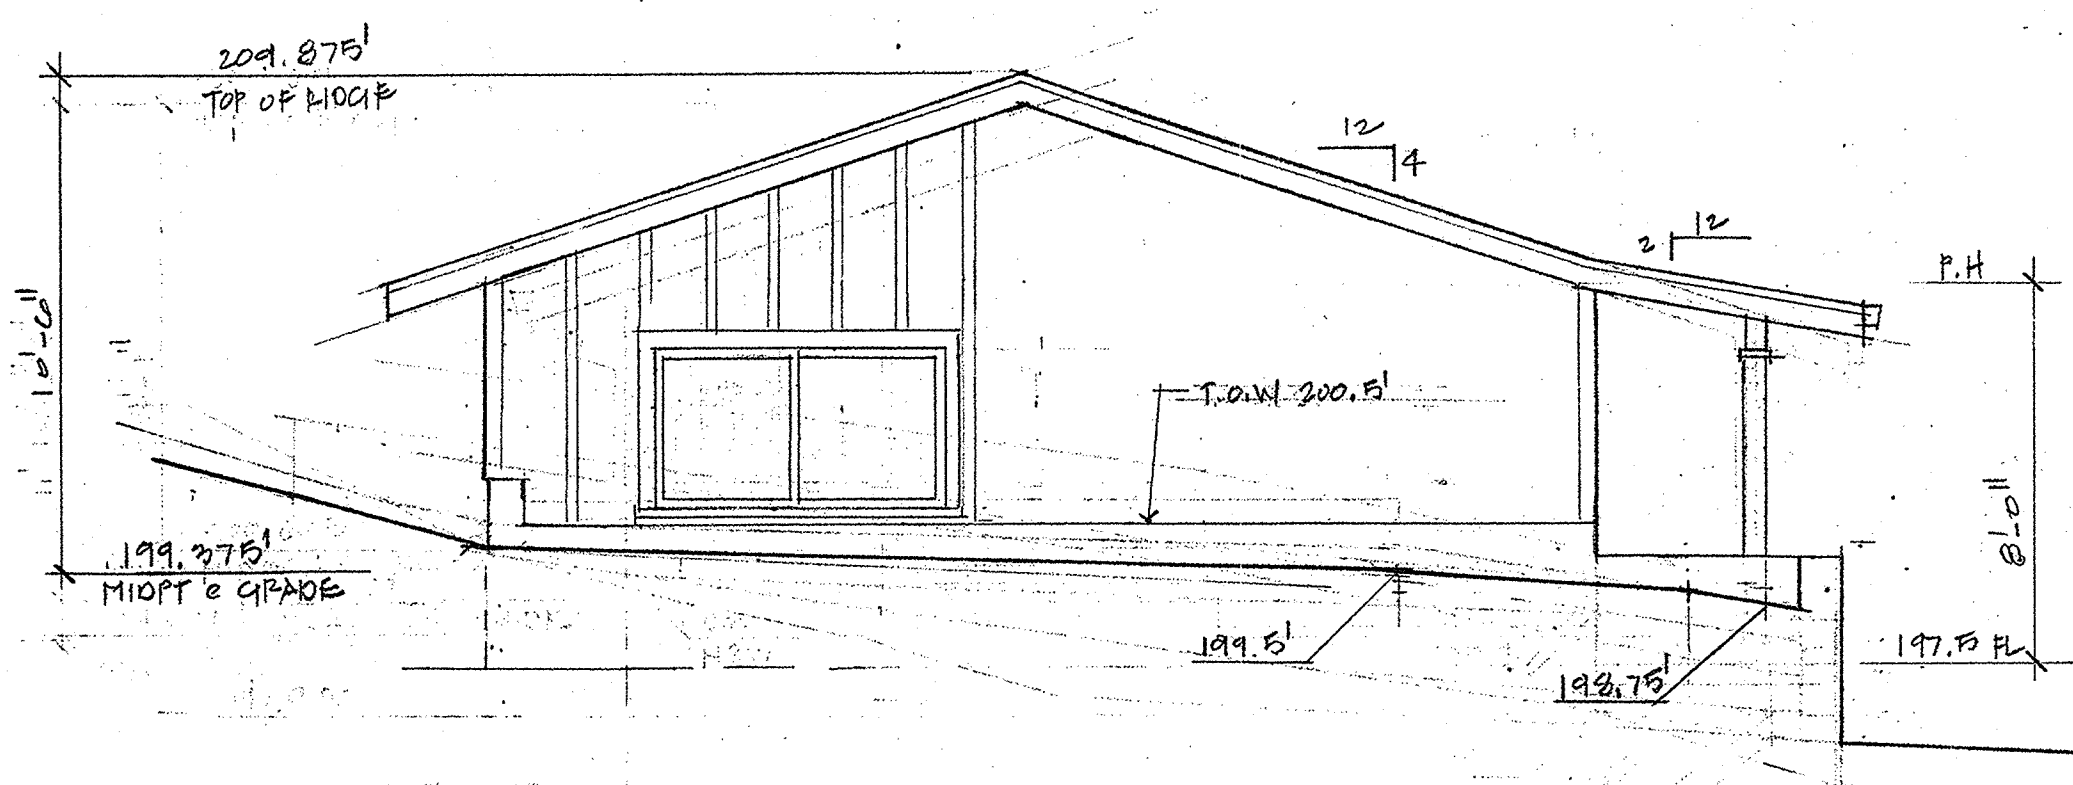 209.875'
TOP OF RIDGE
12
4
12
2
P.H
10'-6"
T.O.W 200.5'
8'-0"
199.375'
MIDPT @ GRADE
199.5'
197.5 FL
198.75'